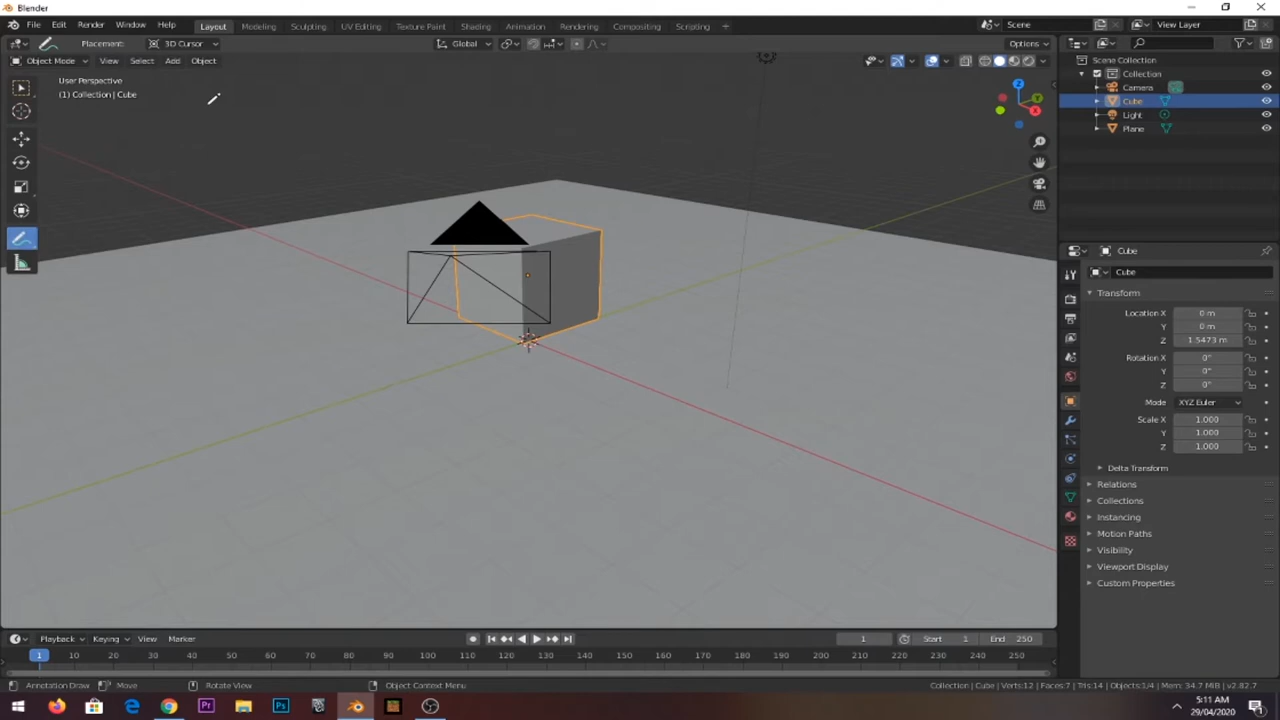 Blender
File Edit Render Window Help Layout Modeling Sculpting UV Editing Texture Paint Shading Animation Rendering Compositing Scripting + Scene View Layer
Placement: 3D Cursor Global Options
Object Mode View Select Add Object
User Perspective
(1) Collection | Cube
Z
Y
X
Scene Collection
Collection
Camera
Cube
Light
Plane
Cube
Cube
Transform
Location X 0 m
Y 0 m
Z 1.5473 m
Rotation X 0°
Y 0°
Z 0°
Mode XYZ Euler
Scale X 1.000
Y 1.000
Z 1.000
Delta Transform
Relations
Collections
Instancing
Motion Paths
Visibility
Viewport Display
Custom Properties
Playback Keying View Marker 1 Start 1 End 250
1 10 20 30 40 50 60 70 80 90 100 110 120 130 140 150 160 170 180 190 200 210 220 230 240 250
Annotation Draw Move Rotate View Object Context Menu Collection | Cube | Verts:12 | Faces:7 | Tris:14 | Objects:1/4 | Mem: 34.7 MiB | v2.82.7
Pr Ps
5:11 AM
29/04/2020